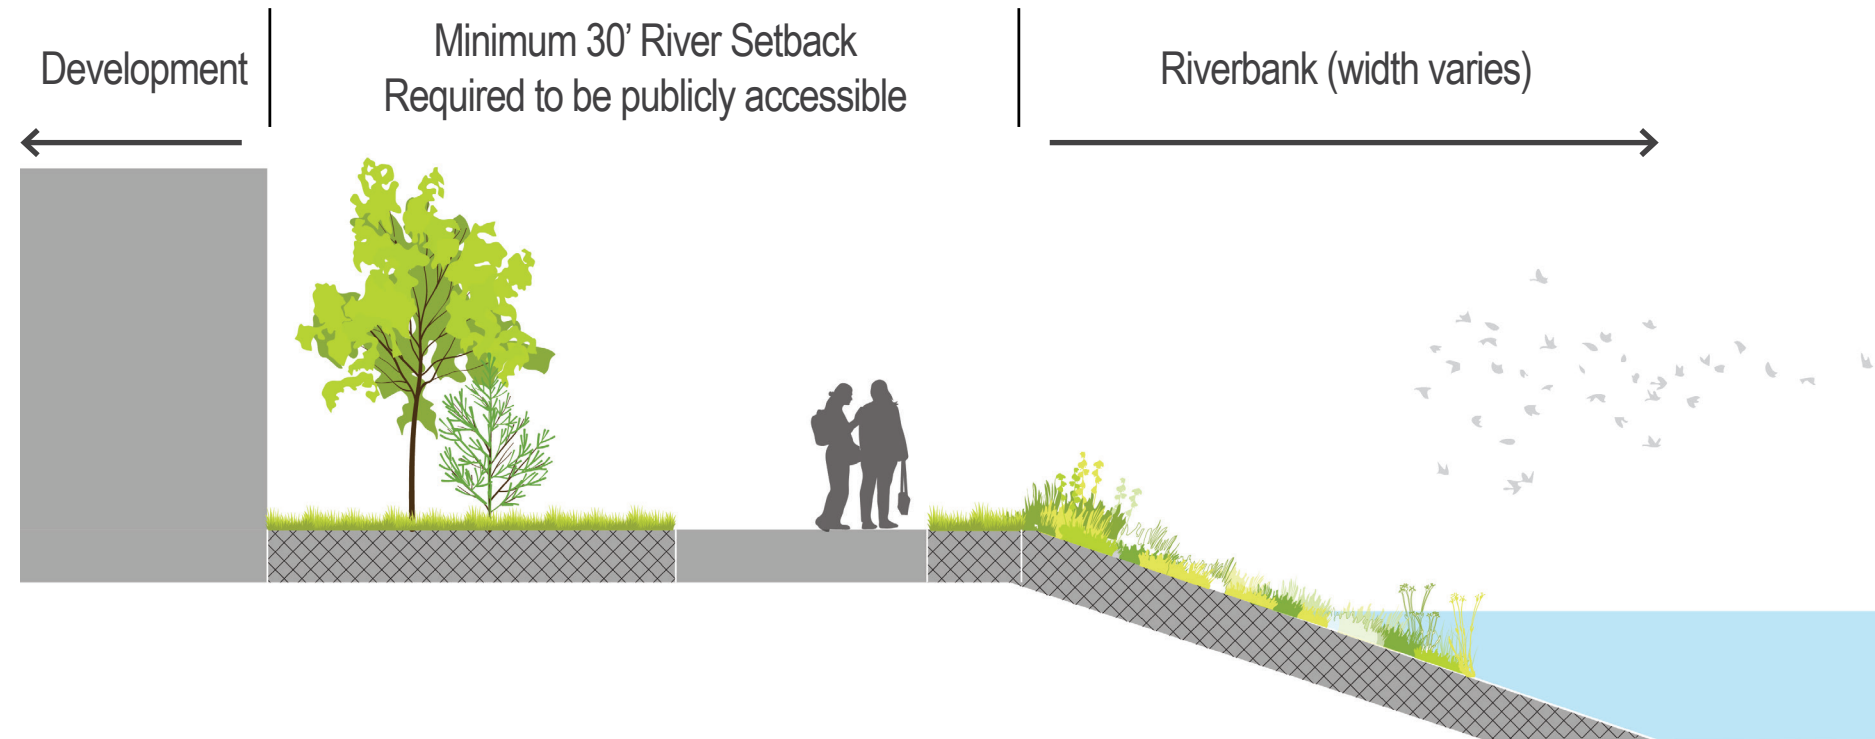 Development
Minimum 30’ River Setback
Required to be publicly accessible
Riverbank (width varies)